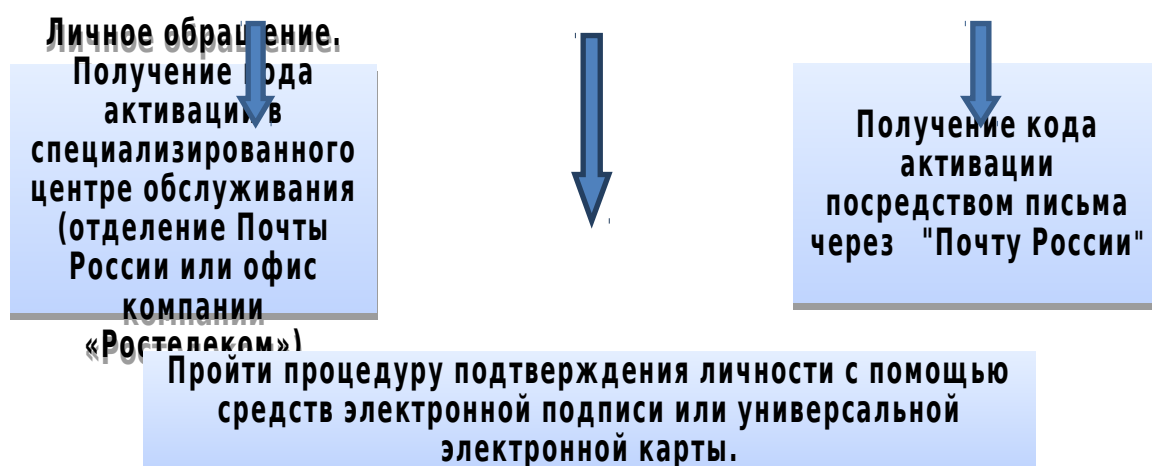 Личное обращение.
Получение кода
активации в
специализированного
центре обслуживания
(отделение Почты
России или офис
компании
«Ростелеком»)
Получение кода
активации
посредством письма
через "Почту России"
Пройти процедуру подтверждения личности с помощью
средств электронной подписи или универсальной
электронной карты.